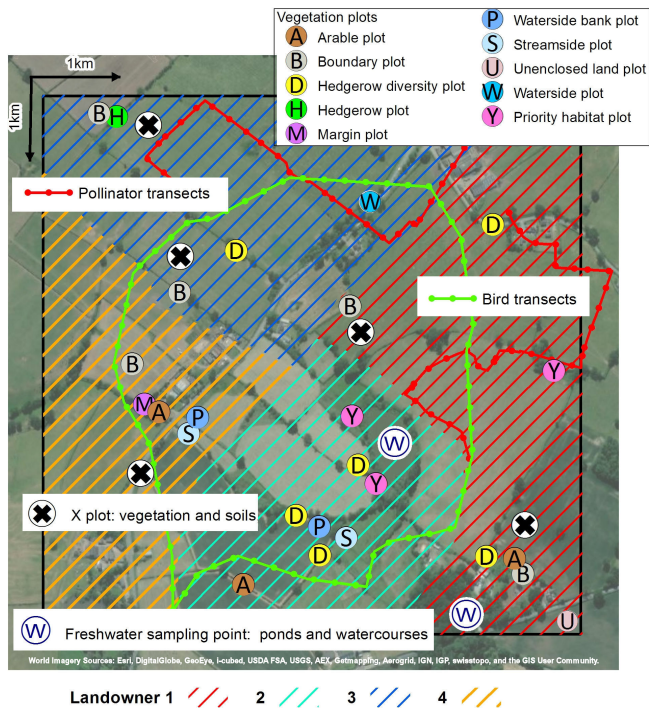 Vegetation plots
A Arable plot
B Boundary plot
D Hedgerow diversity plot
H Hedgerow plot
M Margin plot
P Waterside bank plot
S Streamside plot
U Unenclosed land plot
W Waterside plot
Y Priority habitat plot
1km
1km
B H
Pollinator transects
W
D
D
B
Bird transects
B
B
Y
M A P
S
Y
W
D
Y
X plot: vegetation and soils
D
P
S
D
D A
B
A
W
U
W Freshwater sampling point: ponds and watercourses
World Imagery Sources: Esri, DigitalGlobe, GeoEye, i-cubed, USDA FSA, USGS, AEX, Getmapping, Aerogrid, IGN, IGP, swisstopo, and the GIS User Community.
Landowner 1 2 3 4